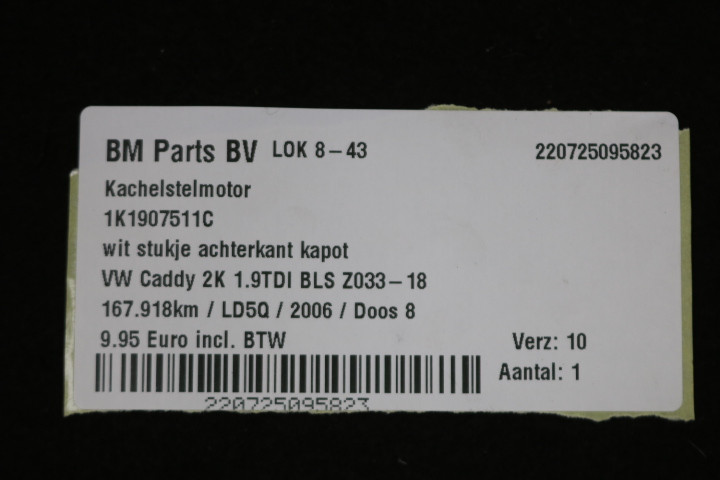 BM Parts BV LOK 8-43 220725095823
Kachelstelmotor
1K1907511C
wit stukje achterkant kapot
VW Caddy 2K 1.9TDI BLS Z033-18
167.918km / LD5Q / 2006 / Doos 8
9.95 Euro incl. BTW Verz: 10
Aantal: 1
220725095823